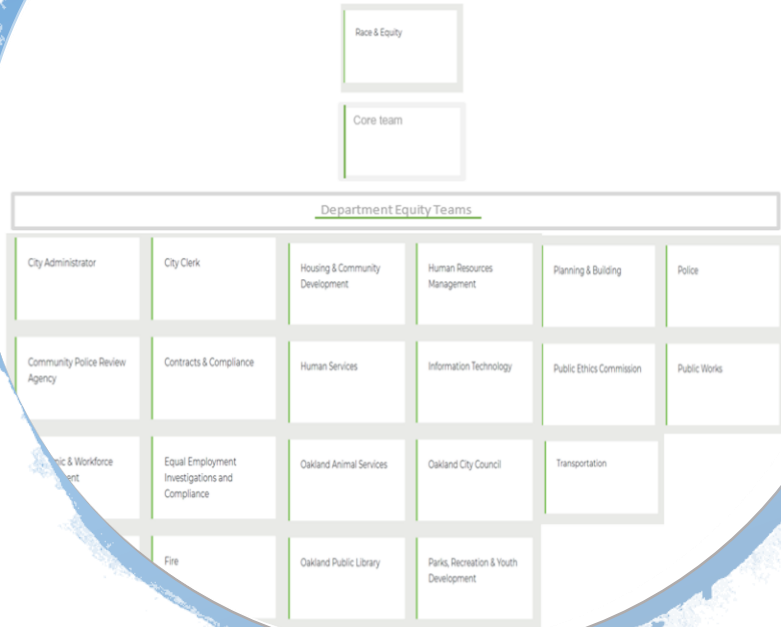 Race & Equity
Core team
Department Equity Teams
City Administrator
City Clerk
Housing & Community
Development
Human Resources
Management
Planning & Building
Police
Community Police Review
Agency
Contracts & Compliance
Human Services
Information Technology
Public Ethics Commission
Public Works
& Workforce
Equal Employment
Investigations and
Compliance
Oakland Animal Services
Oakland City Council
Transportation
Fire
Oakland Public Library
Parks, Recreation & Youth
Development